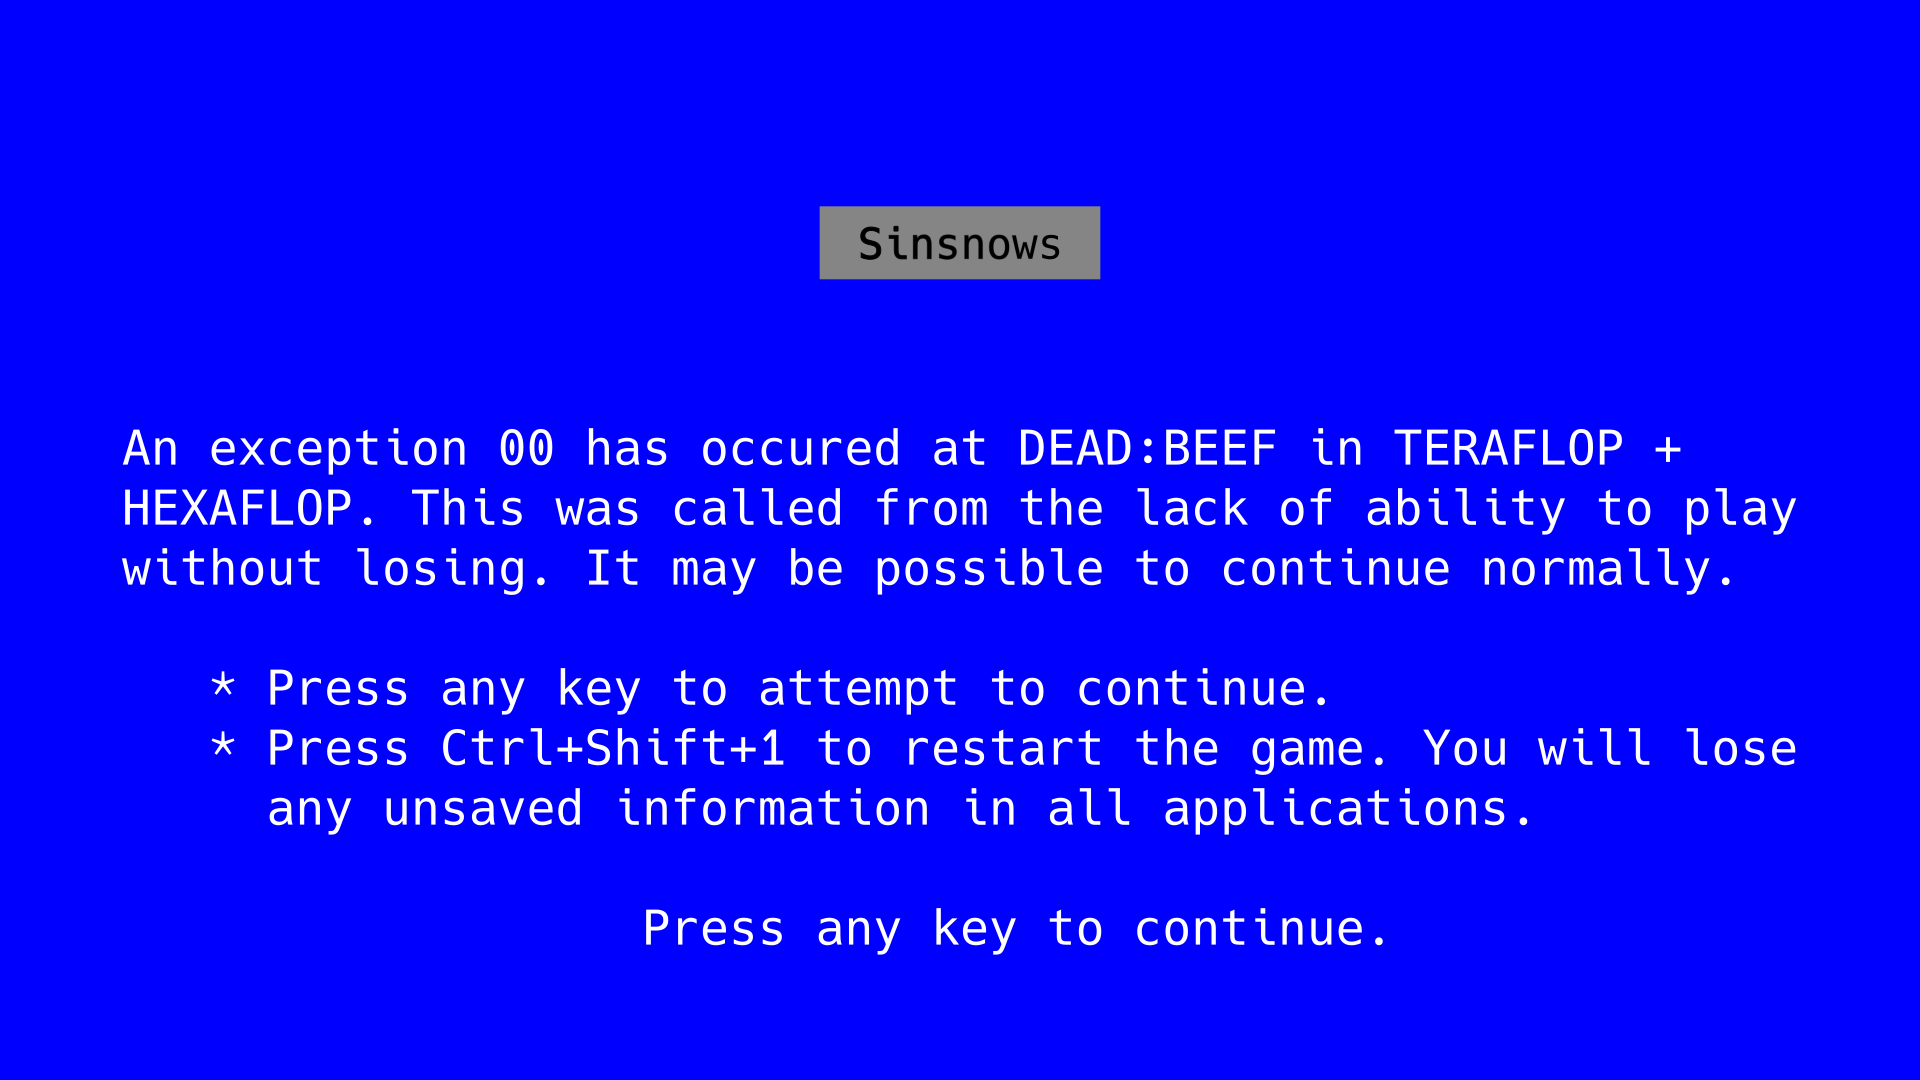 Sinsnows
An exception 00 has occured at DEAD:BEEF in TERAFLOP +
HEXAFLOP. This was called from the lack of ability to play
without losing. It may be possible to continue normally.
* Press any key to attempt to continue.
* Press Ctrl+Shift+1 to restart the game. You will lose
any unsaved information in all applications.
Press any key to continue.